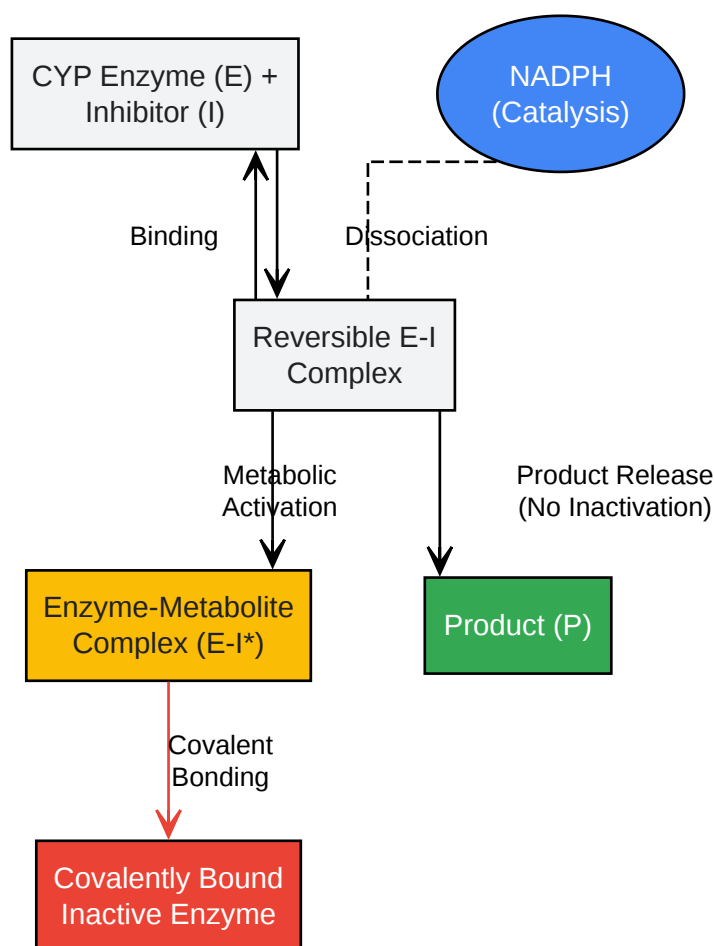 CYP Enzyme (E) +
Inhibitor (I)
NADPH
(Catalysis)
Binding
Dissociation
Reversible E-I
Complex
Metabolic
Activation
Product Release
(No Inactivation)
Enzyme-Metabolite
Complex (E-I*)
Product (P)
Covalent
Bonding
Covalently Bound
Inactive Enzyme